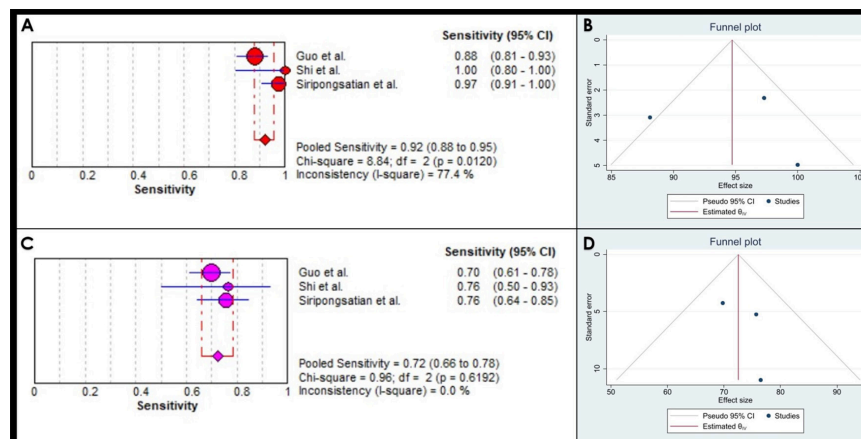 A
Sensitivity (95% CI)
Guo et al. 0.88 (0.81 - 0.93)
Shi et al. 1.00 (0.80 - 1.00)
Siripongsatian et al. 0.97 (0.91 - 1.00)
Pooled Sensitivity = 0.92 (0.88 to 0.95)
Chi-square = 8.84; df = 2 (p = 0.0120)
Inconsistency (I-square) = 77.4 %
0 0.2 0.4 0.6 0.8 1
Sensitivity
B
Funnel plot
Standard error
0
1
2
3
4
5
85 90 95 100
Effect size
Pseudo 95% CI Studies
Estimated θIV
C
Sensitivity (95% CI)
Guo et al. 0.70 (0.61 - 0.78)
Shi et al. 0.76 (0.50 - 0.93)
Siripongsatian et al. 0.76 (0.64 - 0.85)
Pooled Sensitivity = 0.72 (0.66 to 0.78)
Chi-square = 0.96; df = 2 (p = 0.6192)
Inconsistency (I-square) = 0.0 %
0 0.2 0.4 0.6 0.8 1
Sensitivity
D
Funnel plot
Standard error
0
5
10
50 60 70 80 90
Effect size
Pseudo 95% CI Studies
Estimated θIV